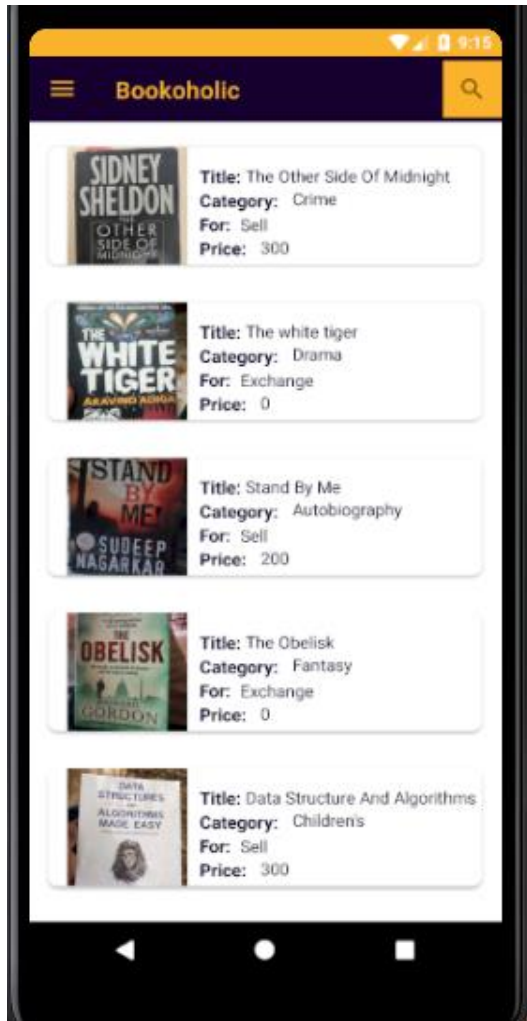 9:15
Bookoholic
SIDNEY
SHELDON
OTHER
SIDE OF
MIDNIGHT
Title: The Other Side Of Midnight
Category: Crime
For: Sell
Price: 300
THE
WHITE
TIGER
ARAVIND ADIGA
Title: The white tiger
Category: Drama
For: Exchange
Price: 0
STAND
BY
ME!
SUDEEP
NAGARKAR
Title: Stand By Me
Category: Autobiography
For: Sell
Price: 200
THE
OBELISK
GORDON
Title: The Obelisk
Category: Fantasy
For: Exchange
Price: 0
DATA
STRUCTURES
ALGORITHMS
MADE EASY
Title: Data Structure And Algorithms
Category: Children's
For: Sell
Price: 300